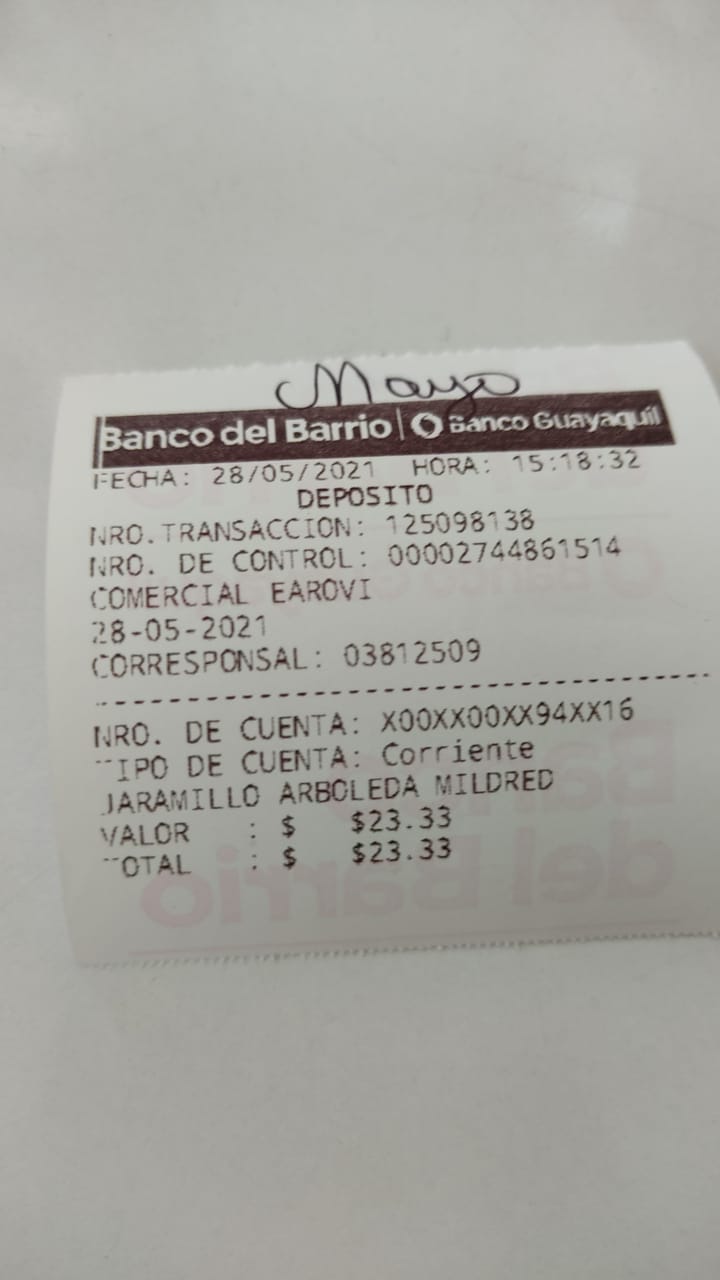 Mayo
Banco del Barrio | Banco Guayaquil
FECHA: 28/05/2021 HORA: 15:18:32
DEPOSITO
NRO.TRANSACCION: 125098138
NRO. DE CONTROL: 00002744861514
COMERCIAL EAROVI
28-05-2021
CORRESPONSAL: 03812509
NRO. DE CUENTA: X00XX00XX94XX16
TIPO DE CUENTA: Corriente
JARAMILLO ARBOLEDA MILDRED
VALOR : $ $23.33
TOTAL : $ $23.33